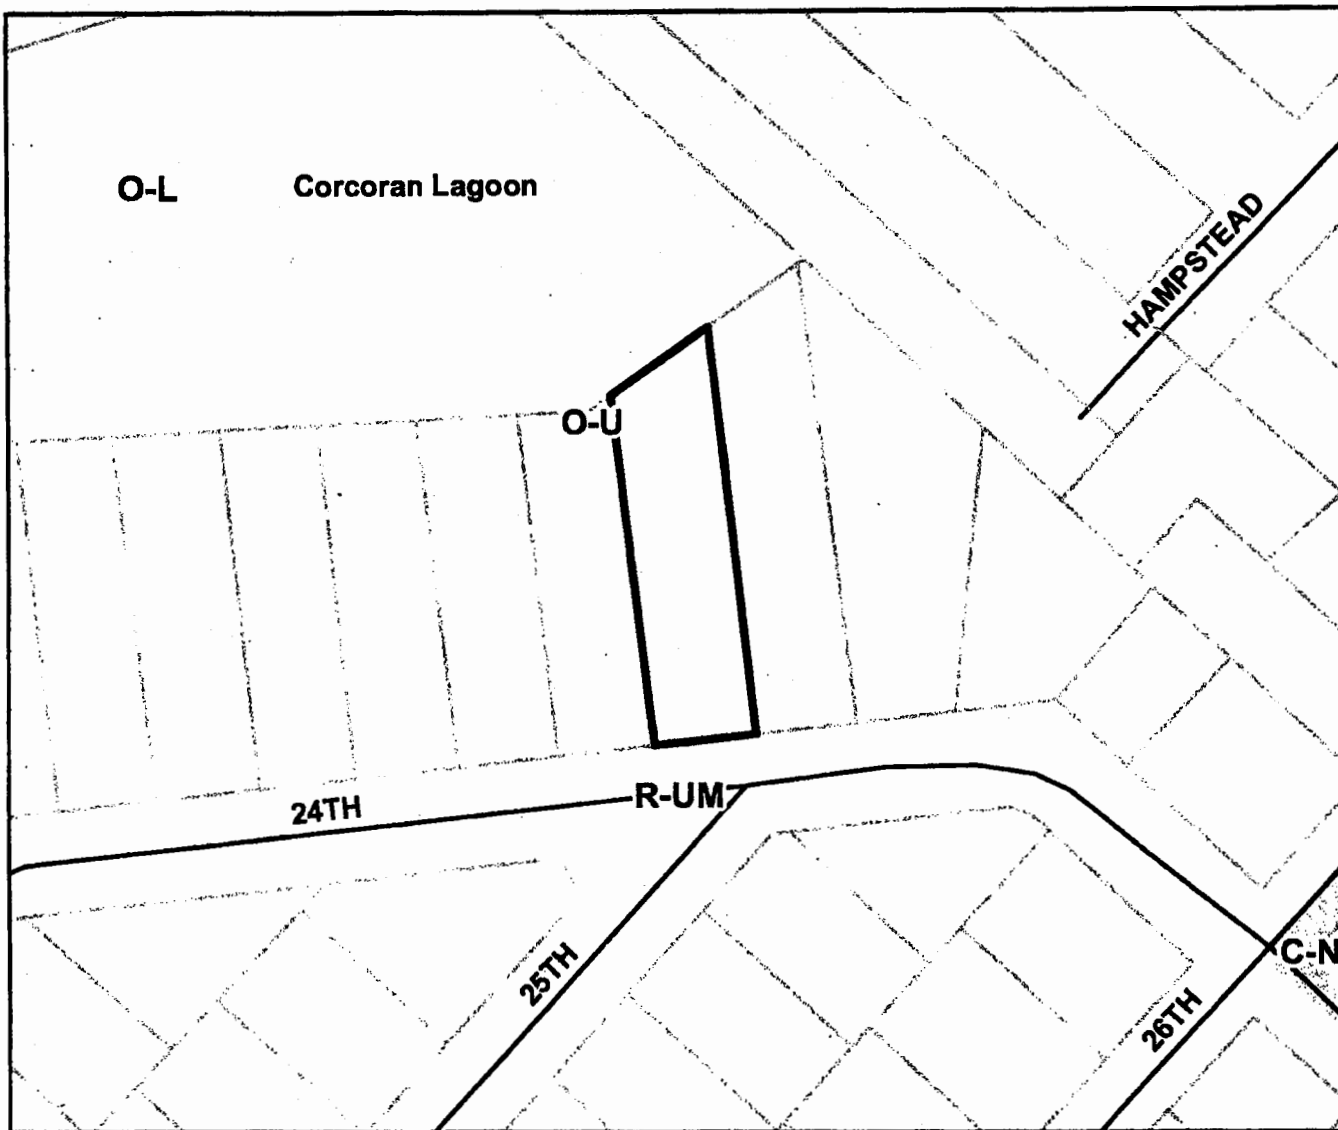 O-L
Corcoran Lagoon
HAMPSTEAD
O-U
24TH
R-UM
25TH
26TH
C-N